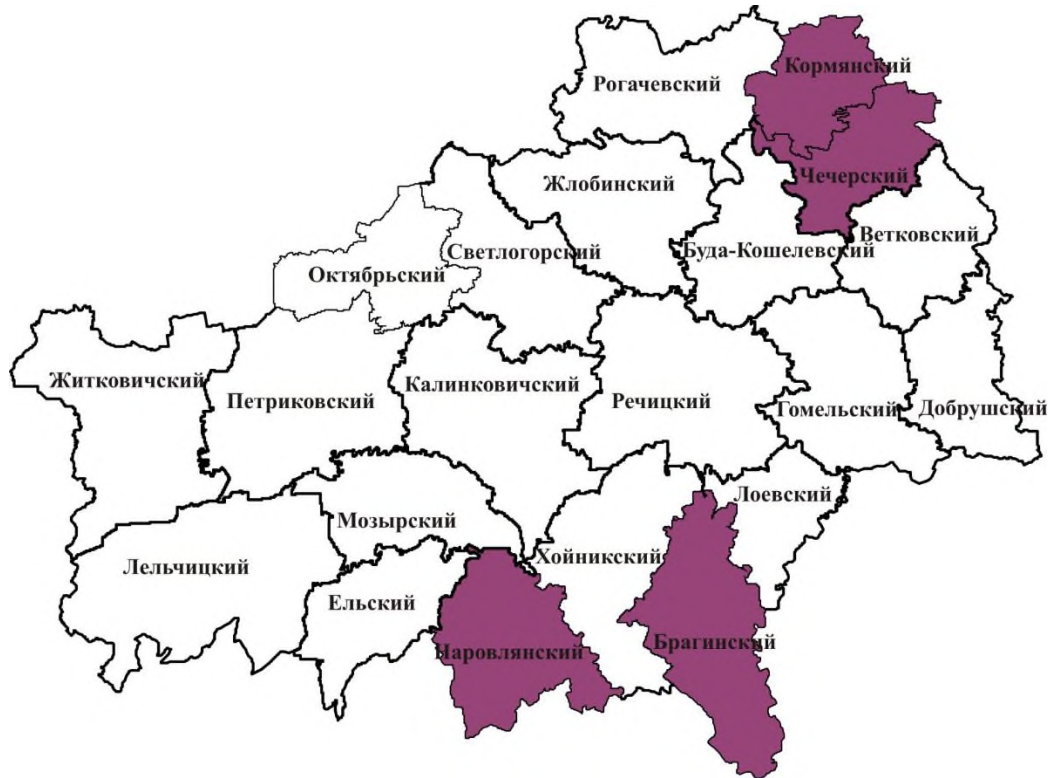 Кормянский
Рогачевский
Чечерский
Жлобинский
Ветковский
Светлогорский
Буда-Кошелевский
Октябрьский
Житковичский
Калинковичский
Петриковский
Речицкий
Гомельский
Добрушский
Лоевский
Мозырский
Хойникский
Лельчицкий
Ельский
Брагинский
Наровлянский